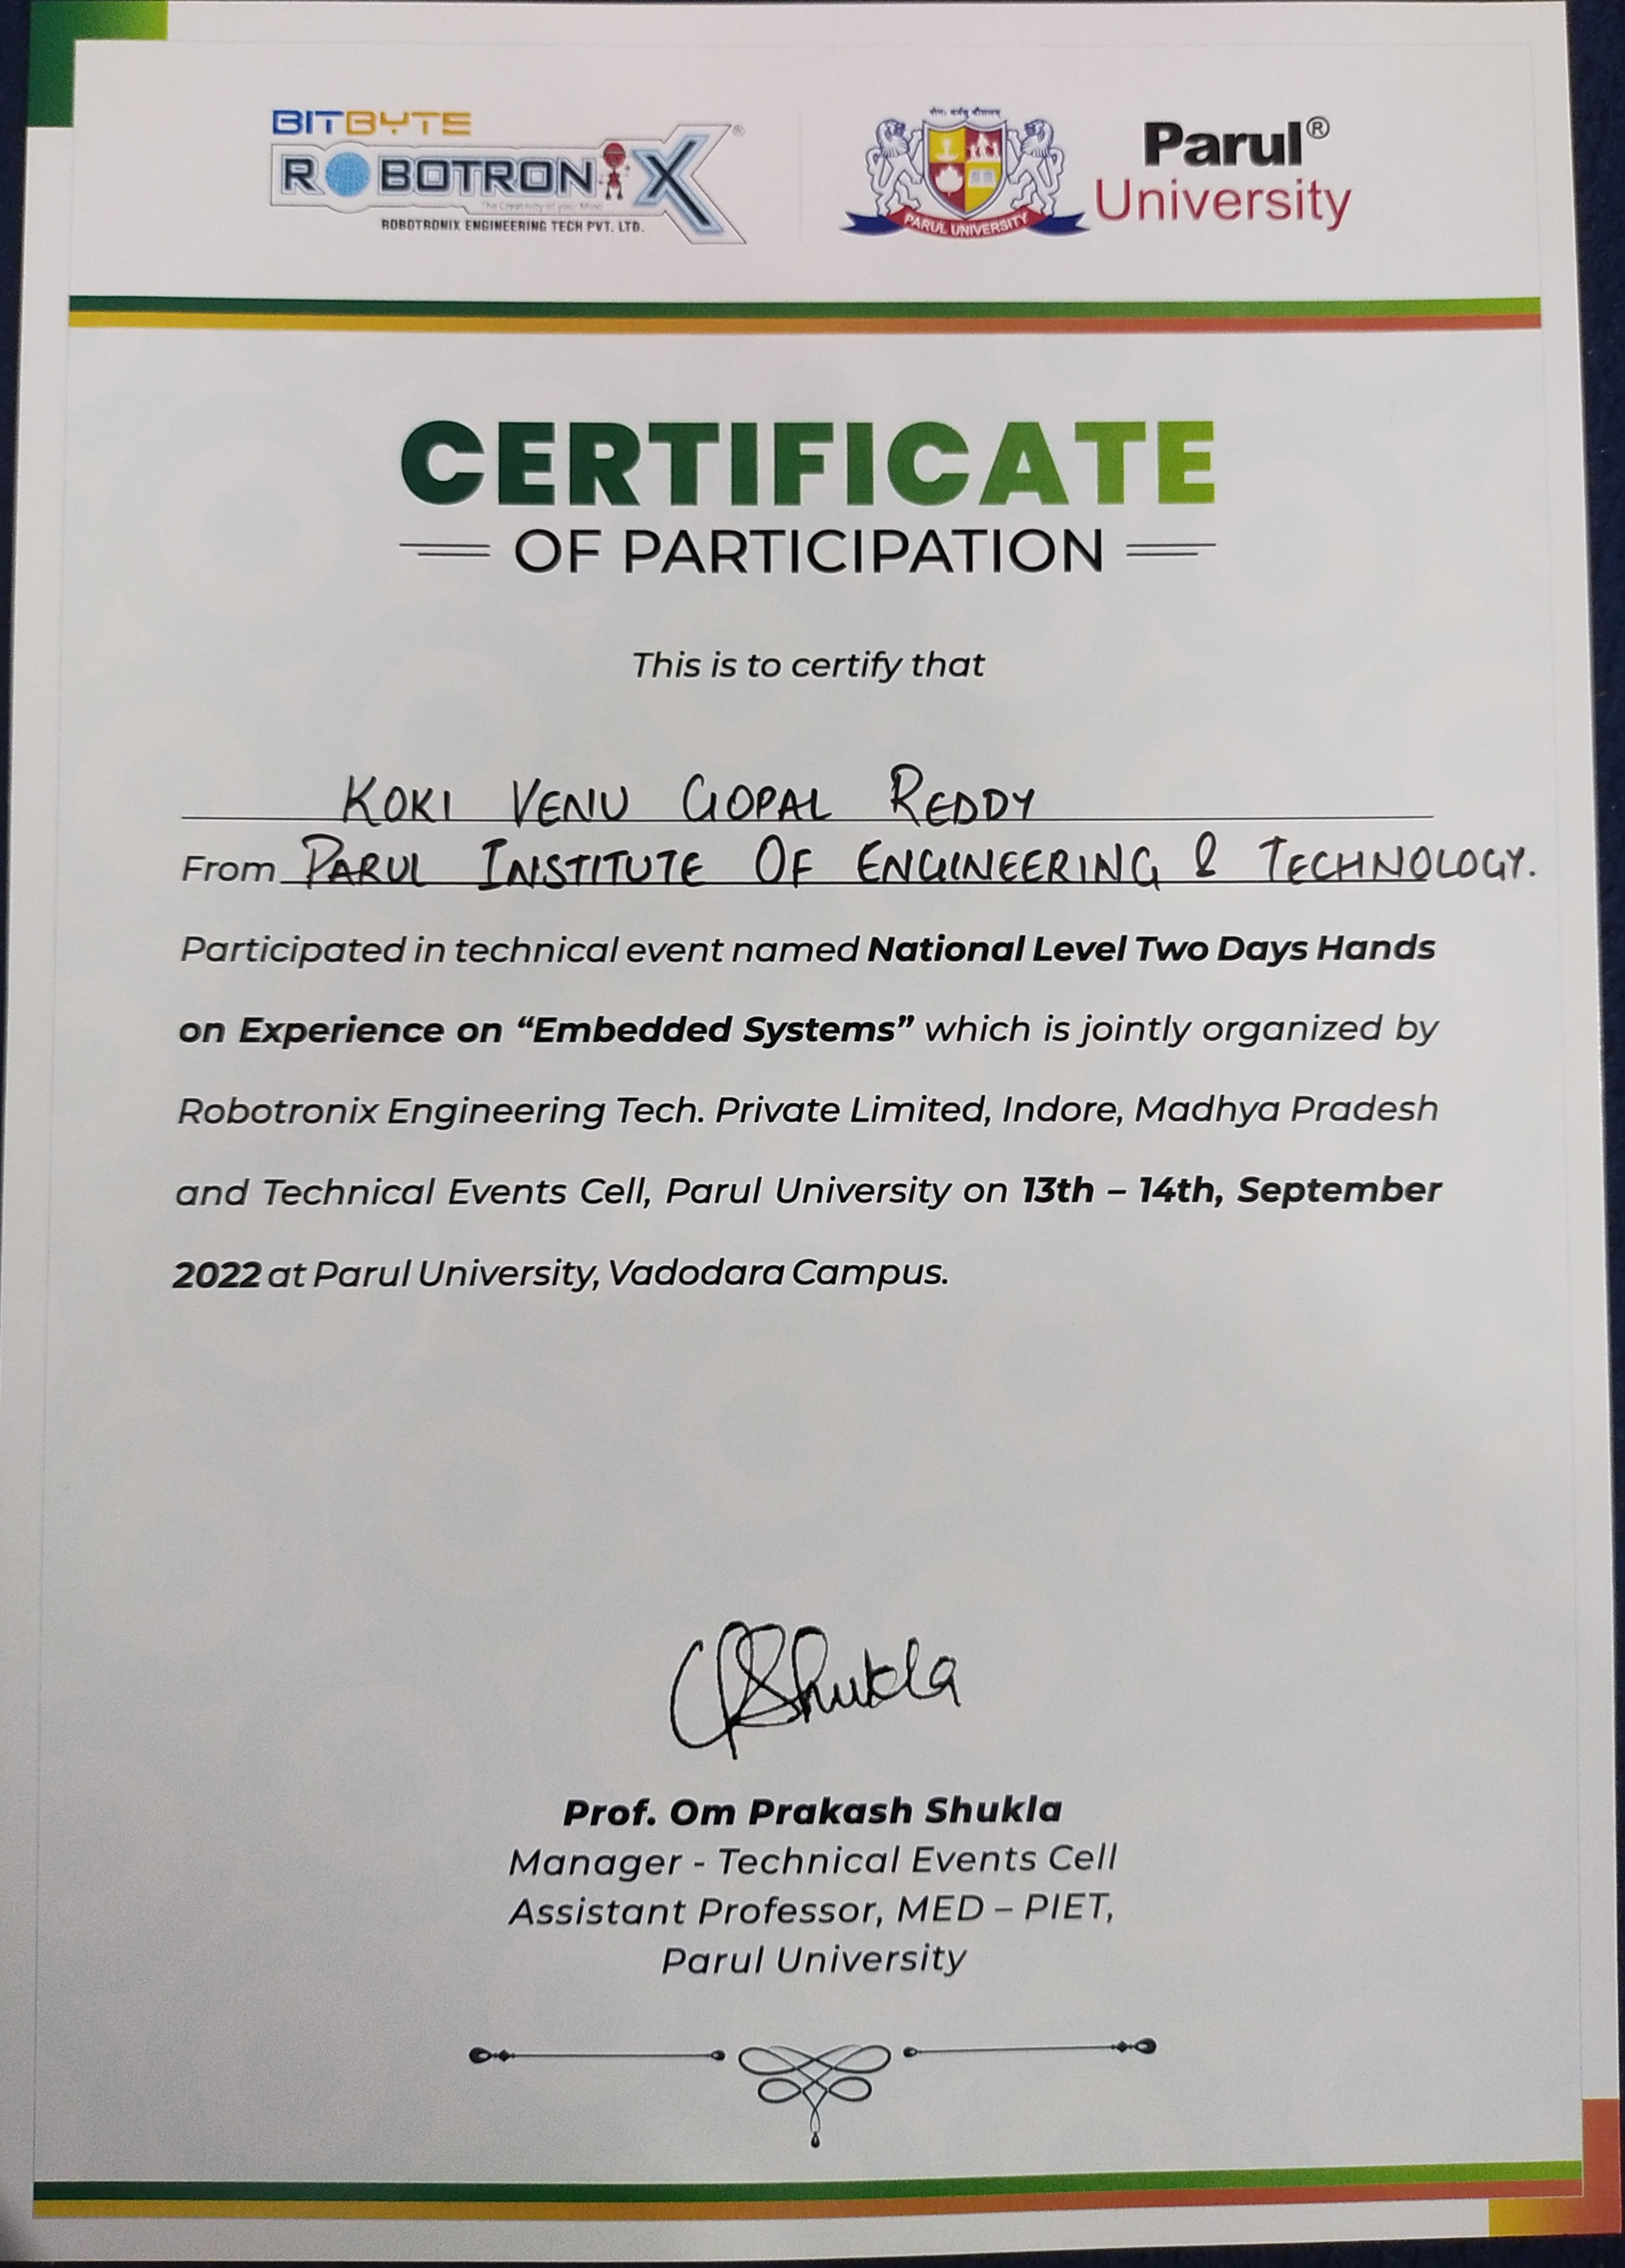 BITBYTE
ROBOTRONIX®
The Creativity of your Mind
ROBOTRONIX ENGINEERING TECH PVT. LTD.
PARUL UNIVERSITY
Parul®
University
CERTIFICATE
OF PARTICIPATION
This is to certify that
KOKI VENU GOPAL REDDY
From PARUL INSTITUTE OF ENGINEERING & TECHNOLOGY.
Participated in technical event named National Level Two Days Hands
on Experience on “Embedded Systems” which is jointly organized by
Robotronix Engineering Tech. Private Limited, Indore, Madhya Pradesh
and Technical Events Cell, Parul University on 13th – 14th, September
2022 at Parul University, Vadodara Campus.
OPShukla
Prof. Om Prakash Shukla
Manager - Technical Events Cell
Assistant Professor, MED – PIET,
Parul University